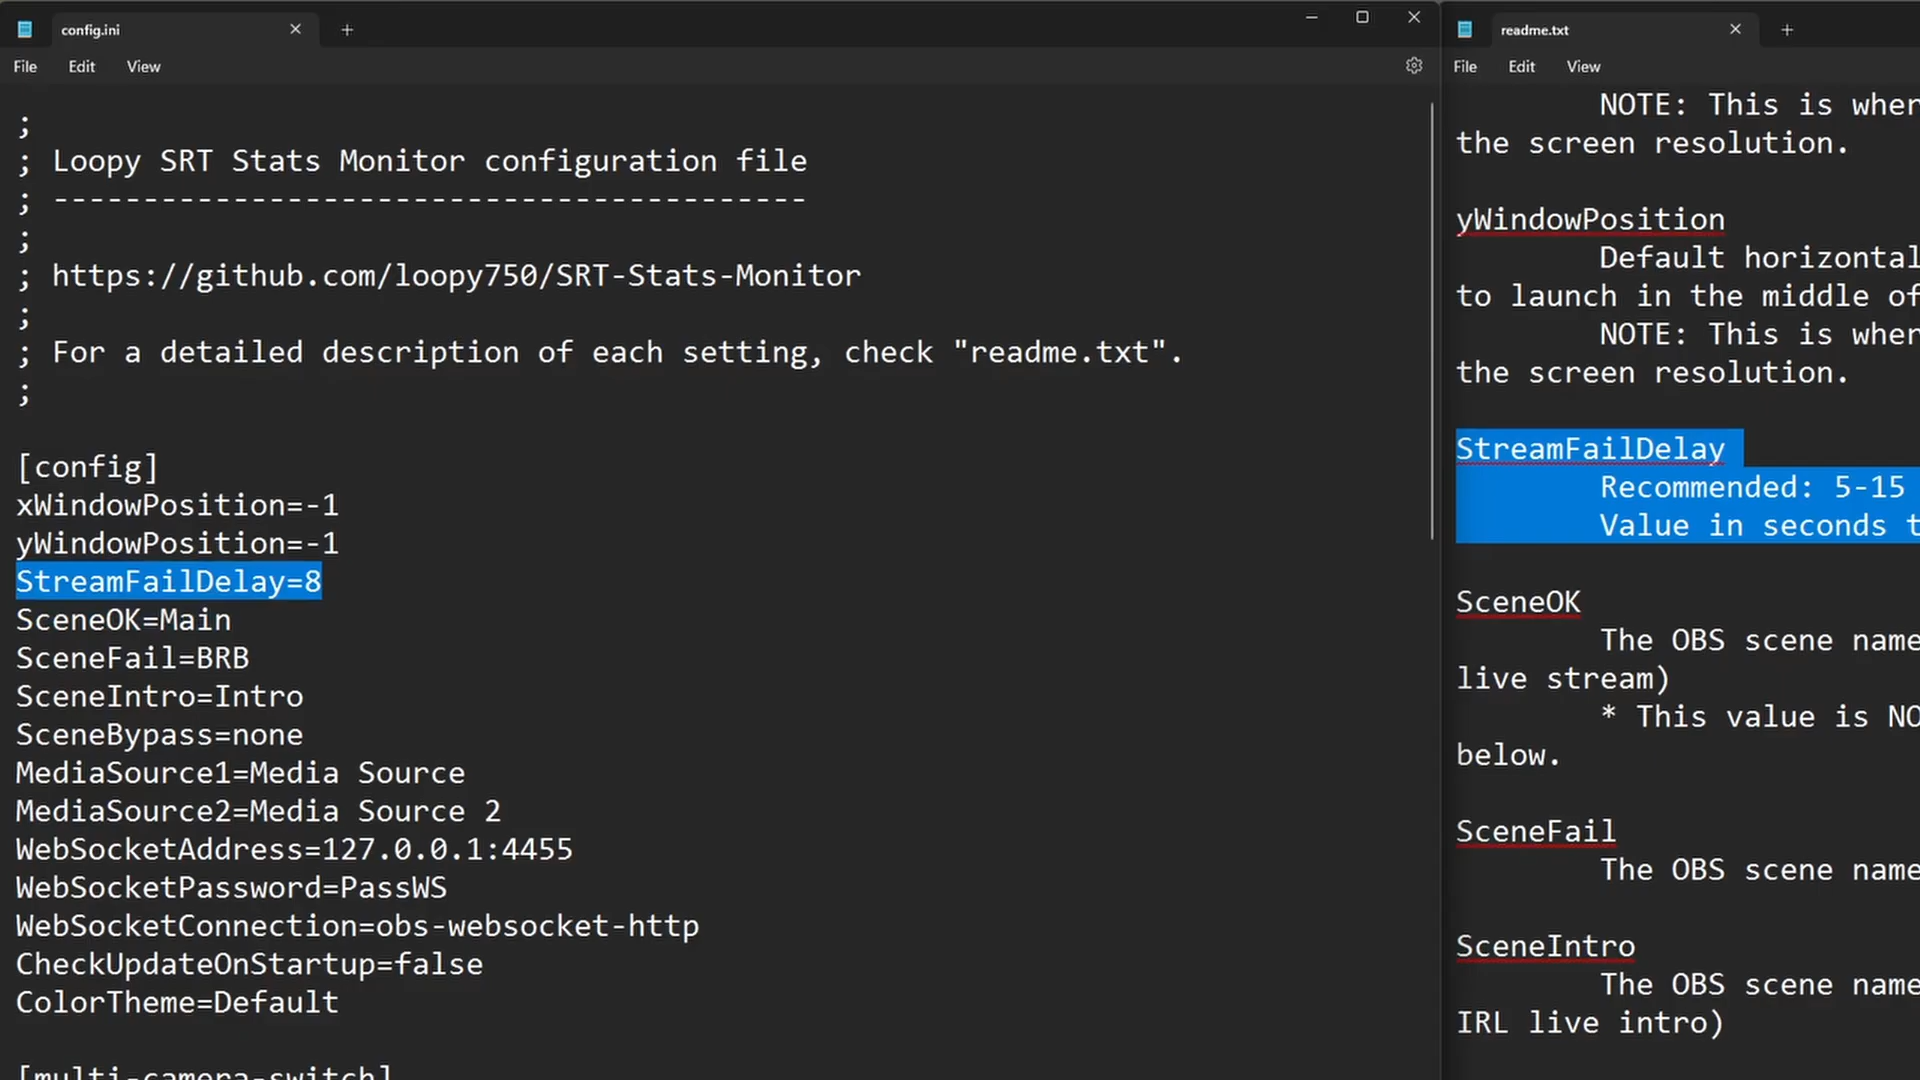 config.ini
File Edit View
;
; Loopy SRT Stats Monitor configuration file
; ------------------------------------------
;
; https://github.com/loopy750/SRT-Stats-Monitor
;
; For a detailed description of each setting, check "readme.txt".
;
[config]
xWindowPosition=-1
yWindowPosition=-1
StreamFailDelay=8
SceneOK=Main
SceneFail=BRB
SceneIntro=Intro
SceneBypass=none
MediaSource1=Media Source
MediaSource2=Media Source 2
WebSocketAddress=127.0.0.1:4455
WebSocketPassword=PassWS
WebSocketConnection=obs-websocket-http
CheckUpdateOnStartup=false
ColorTheme=Default
[multi-camera-switch]
readme.txt
File Edit View
NOTE: This is wher
the screen resolution.
yWindowPosition
Default horizontal
to launch in the middle of
NOTE: This is wher
the screen resolution.
StreamFailDelay
Recommended: 5-15
Value in seconds t
SceneOK
The OBS scene name
live stream)
* This value is NO
below.
SceneFail
The OBS scene name
SceneIntro
The OBS scene name
IRL live intro)